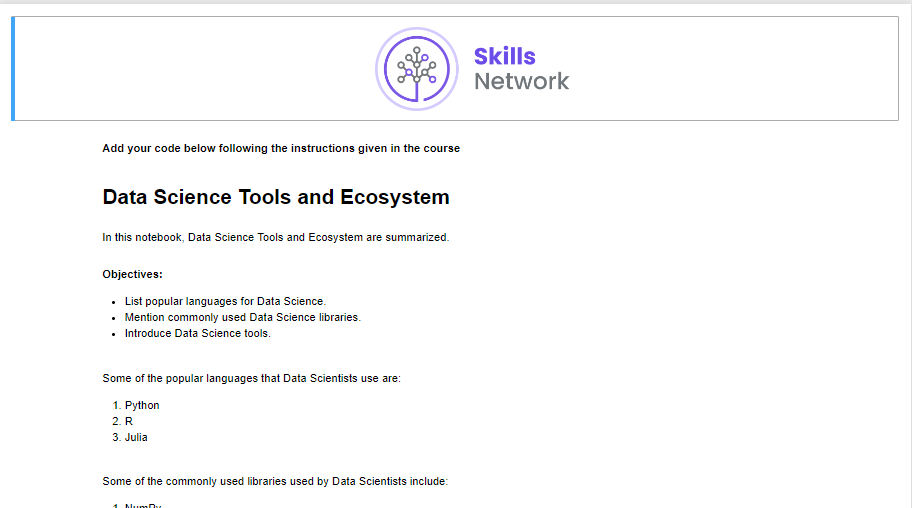 Skills
Network
Add your code below following the instructions given in the course
Data Science Tools and Ecosystem
In this notebook, Data Science Tools and Ecosystem are summarized.
Objectives:
• List popular languages for Data Science.
• Mention commonly used Data Science libraries.
• Introduce Data Science tools.
Some of the popular languages that Data Scientists use are:
1. Python
2. R
3. Julia
Some of the commonly used libraries used by Data Scientists include:
1. NumPy